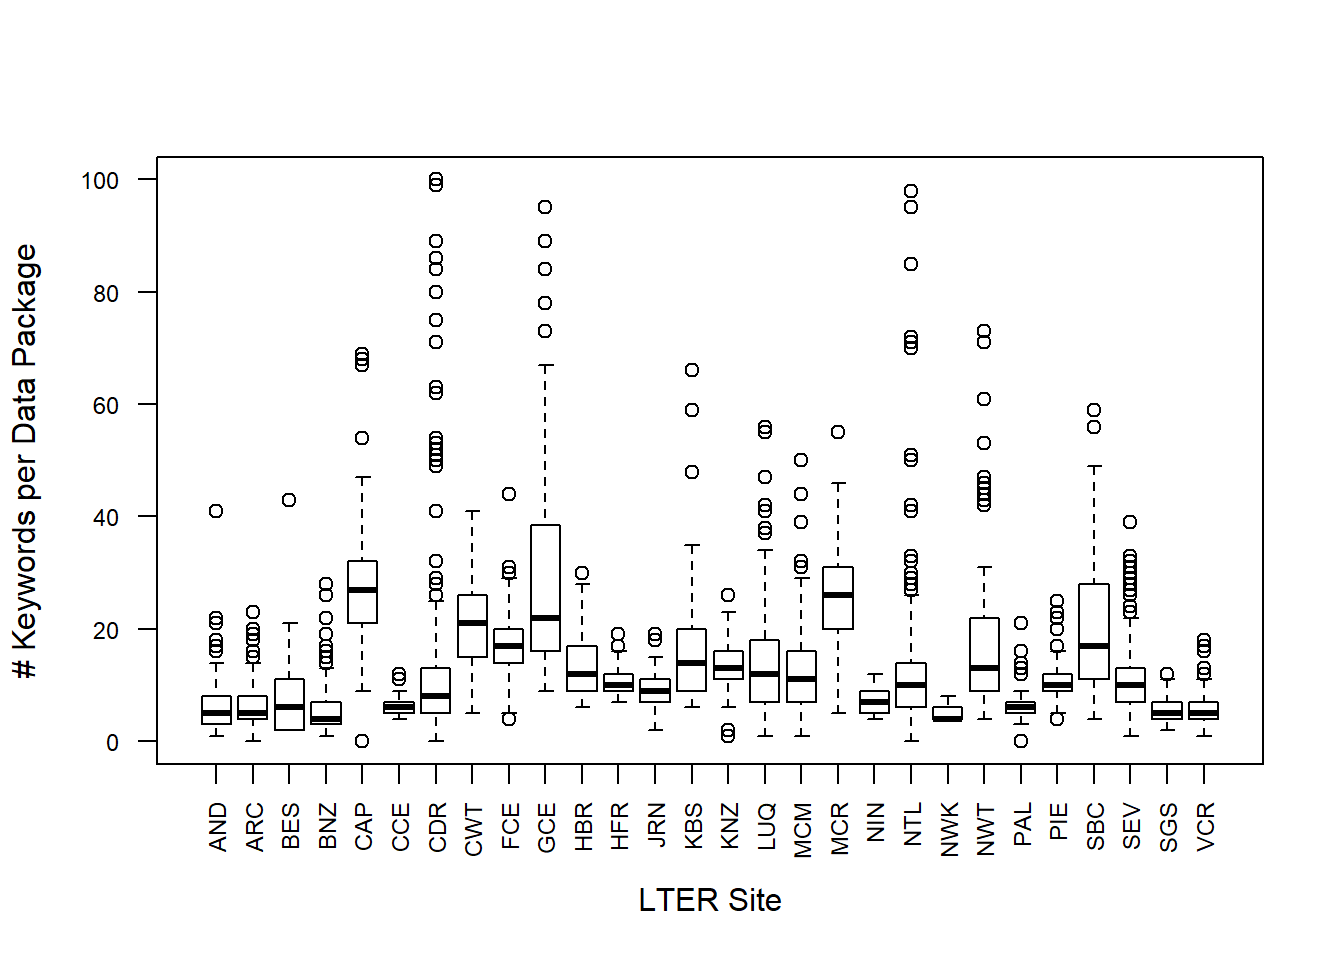 # Keywords per Data Package
100
80
60
40
20
0
AND ARC BES BNZ CAP CCE CDR CWT FCE GCE HBR HFR JRN KBS KNZ LUQ MCM MCR NIN NTL NWK NWT PAL PIE SBC SEV SGS VCR
LTER Site